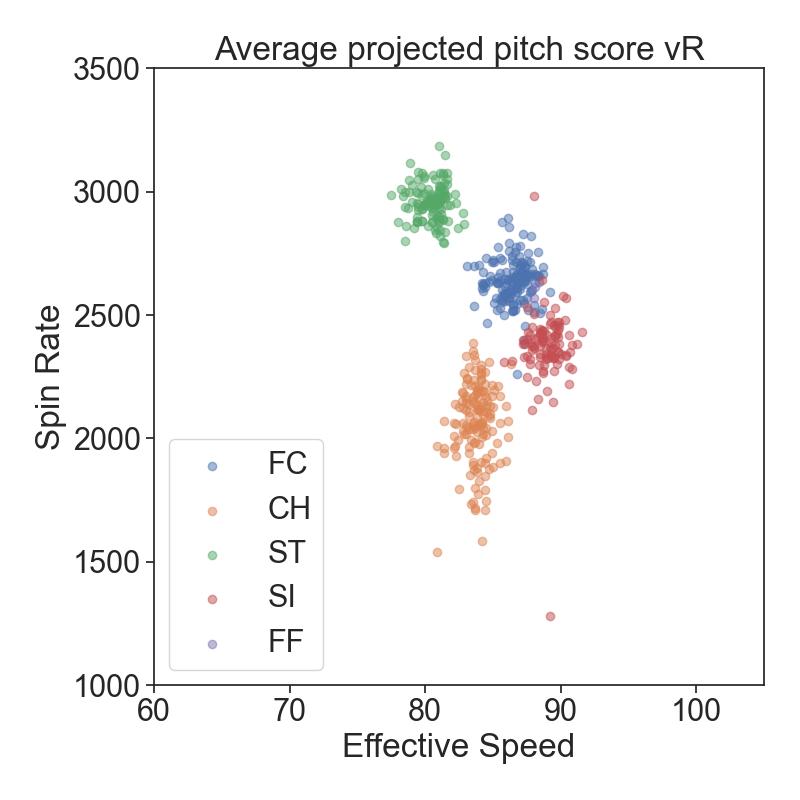 Average projected pitch score vR
3500
3000
2500
2000
1500
1000
Spin Rate
FC
CH
ST
SI
FF
60
70
80
90
100
Effective Speed